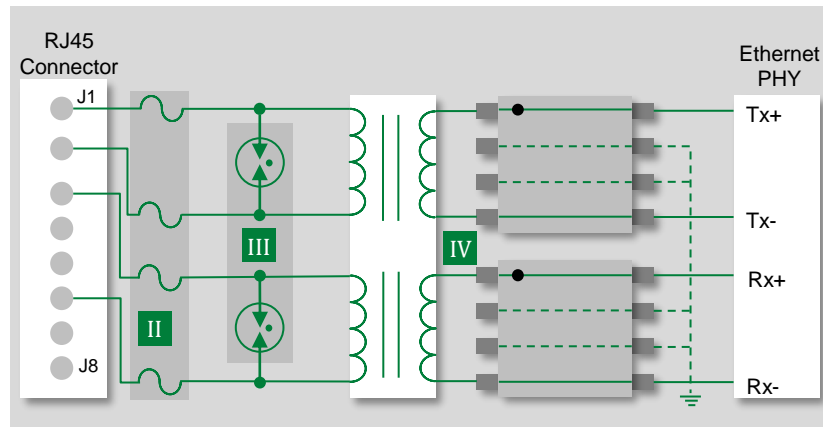 RJ45
Connector
J1
J8
II
III
IV
Ethernet
PHY
Tx+
Tx-
Rx+
Rx-